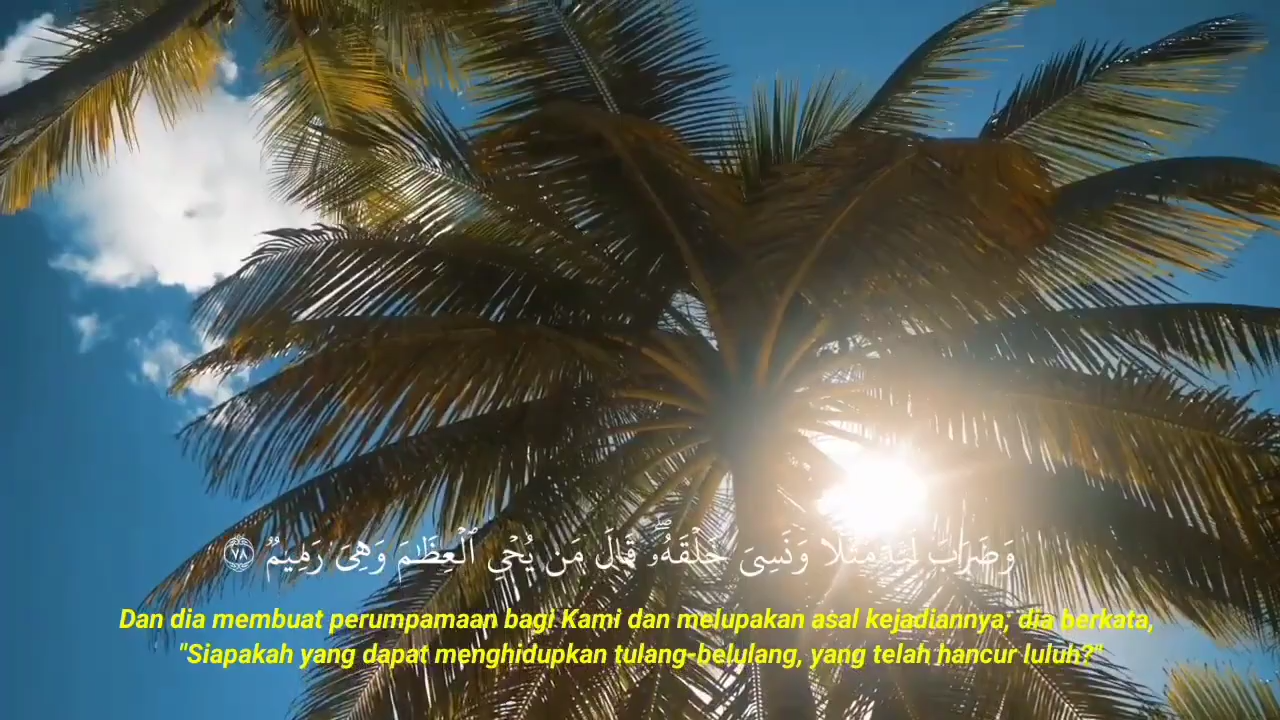 وَضَرَبَ لَنَا مَثَلًا وَنَسِىَ خَلْقَهُۥ ۖ قَالَ مَن يُحْىِ ٱلْعِظَـٰمَ وَهِىَ رَمِيمٌ ٧٨
Dan dia membuat perumpamaan bagi Kami dan melupakan asal kejadiannya; dia berkata,
"Siapakah yang dapat menghidupkan tulang-belulang, yang telah hancur luluh?"